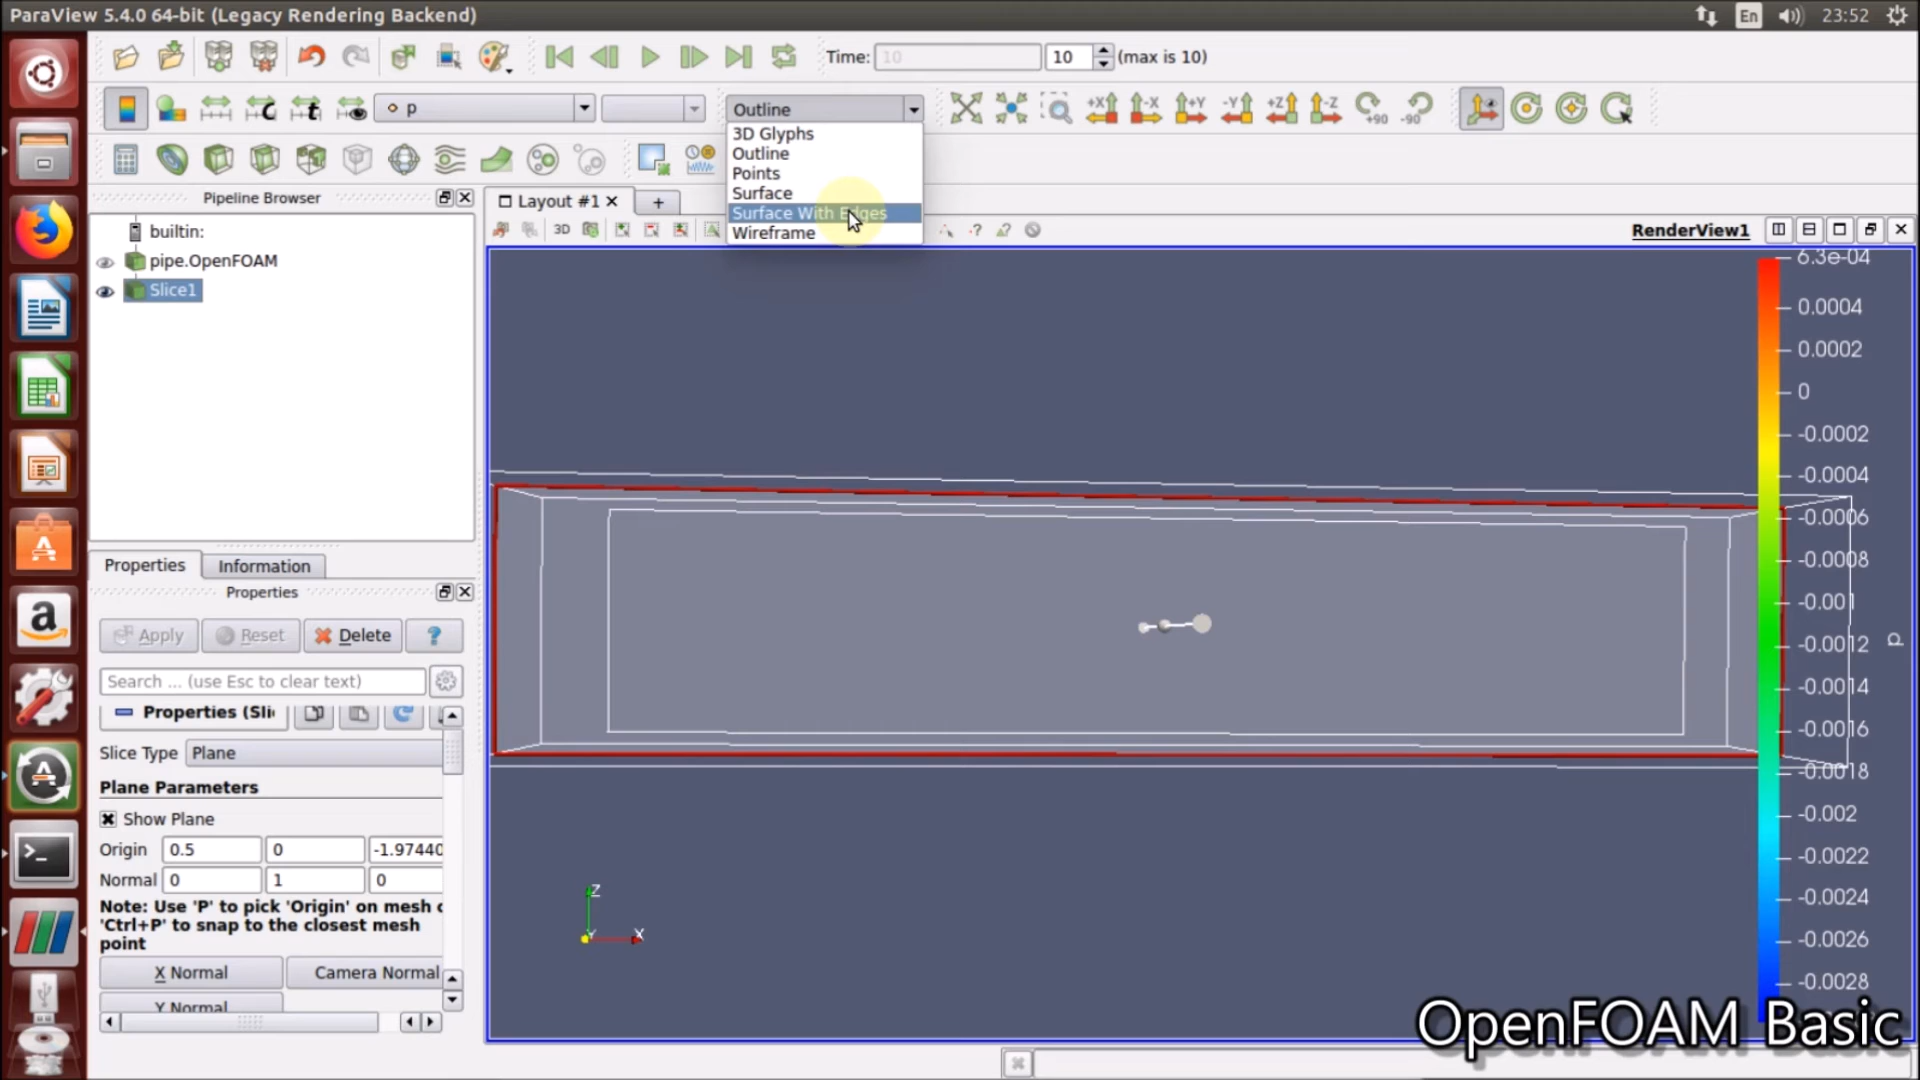 ParaView 5.4.0 64-bit (Legacy Rendering Backend)
En
23:52
Time:
10
10
(max is 10)
+X
-X
+Y
-Y
+Z
-Z
+90
-90
p
Outline
3D Glyphs
Outline
Points
Surface
Surface With Edges
Wireframe
Pipeline Browser
builtin:
pipe.OpenFOAM
Slice1
Layout #1
+
3D
RenderView1
Properties
Information
Properties
Apply
Reset
Delete
?
Search ... (use Esc to clear text)
Properties (Sli
Slice Type
Plane
Plane Parameters
Show Plane
Origin
0.5
0
-1.97440
Normal
0
1
0
Note: Use 'P' to pick 'Origin' on mesh
'Ctrl+P' to snap to the closest mesh
point
X Normal
Camera Normal
Y Normal
6.3e-04
0.0004
0.0002
0
-0.0002
-0.0004
-0.0006
-0.0008
-0.001
-0.0012
-0.0014
-0.0016
-0.0018
-0.002
-0.0022
-0.0024
-0.0026
-0.0028
p
Z
Y
X
OpenFOAM Basic